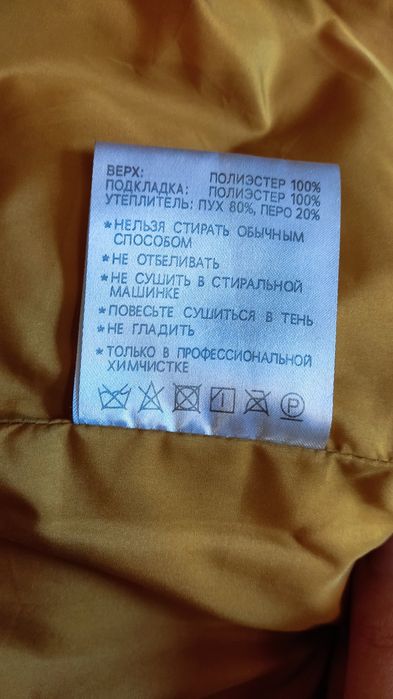 ВЕРХ: ПОЛИЭСТЕР 100%
ПОДКЛАДКА: ПОЛИЭСТЕР 100%
УТЕПЛИТЕЛЬ: ПУХ 80%, ПЕРО 20%
*НЕЛЬЗЯ СТИРАТЬ ОБЫЧНЫМ
СПОСОБОМ
*НЕ ОТБЕЛИВАТЬ
*НЕ СУШИТЬ В СТИРАЛЬНОЙ
МАШИНКЕ
*ПОВЕСЬТЕ СУШИТЬСЯ В ТЕНЬ
*НЕ ГЛАДИТЬ
*ТОЛЬКО В ПРОФЕССИОНАЛЬНОЙ
ХИМЧИСТКЕ
P